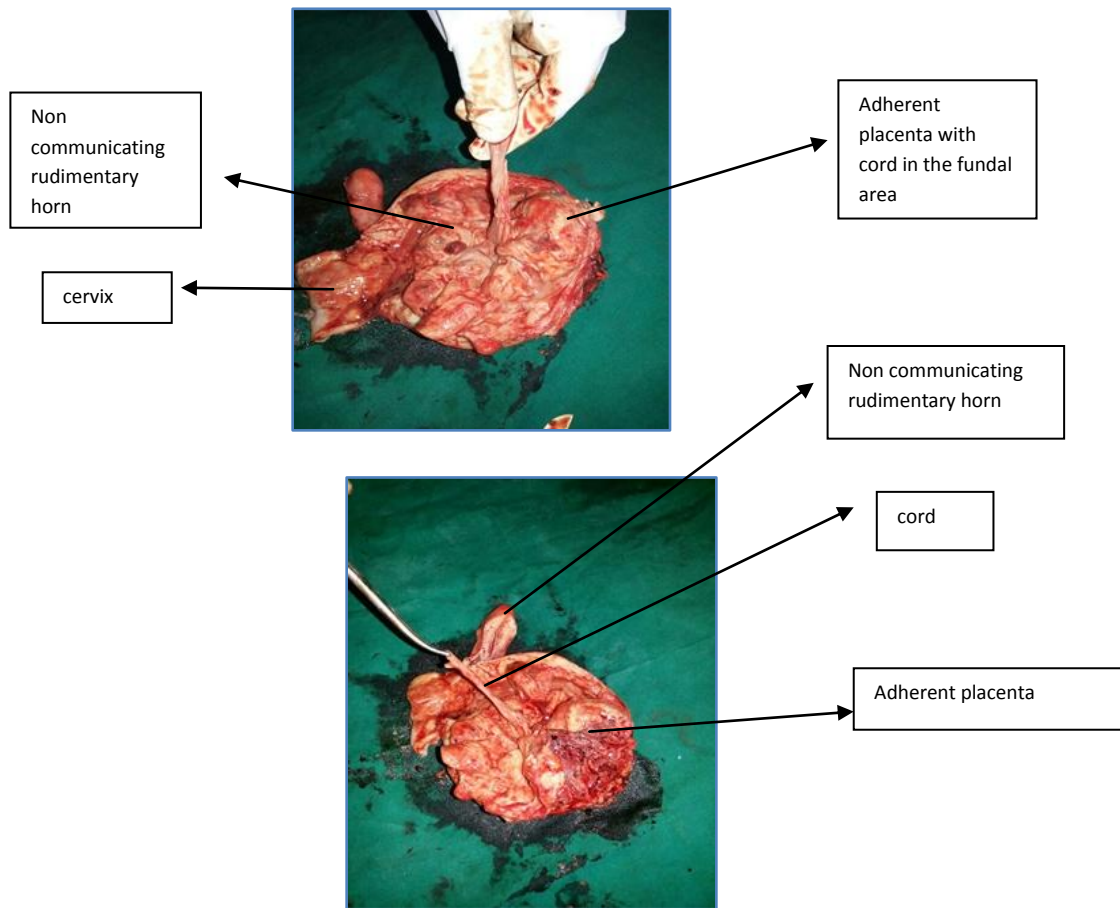 Non
communicating
rudimentary
horn
Adherent
placenta with
cord in the fundal
area
cervix
Non communicating
rudimentary horn
cord
Adherent placenta